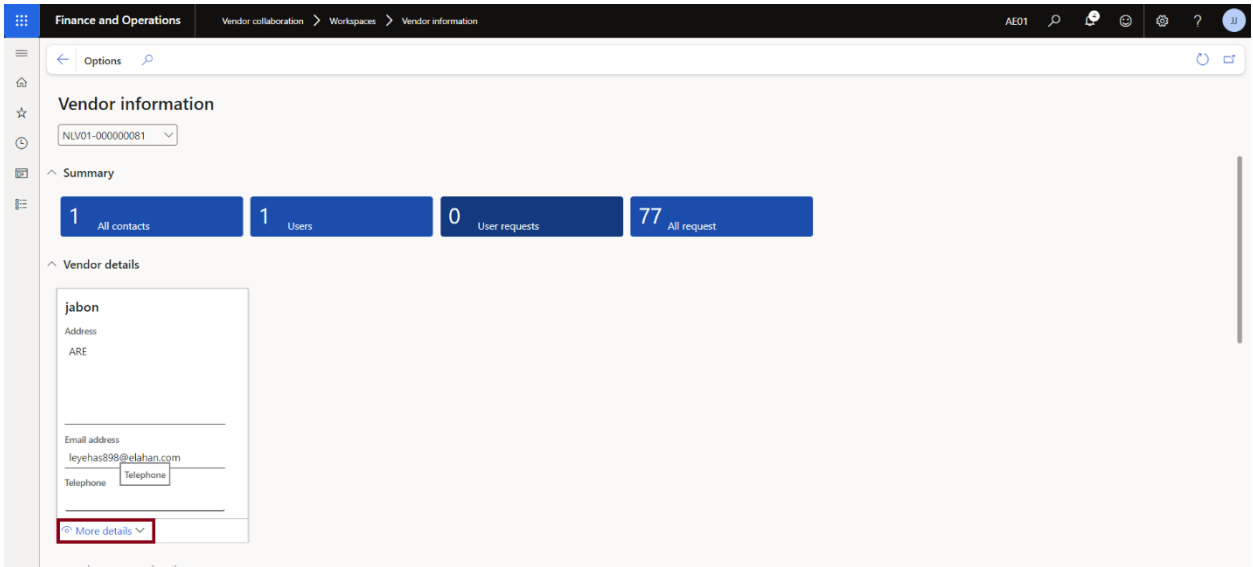 Finance and Operations
Vendor collaboration > Workspaces > Vendor information
AE01
4
?
JJ
Options
Vendor information
NLV01-000000081
Summary
1 All contacts
1 Users
0 User requests
77 All request
Vendor details
jabon
Address
ARE
Email address
leyehas898@elahan.com
Telephone
Telephone
More details